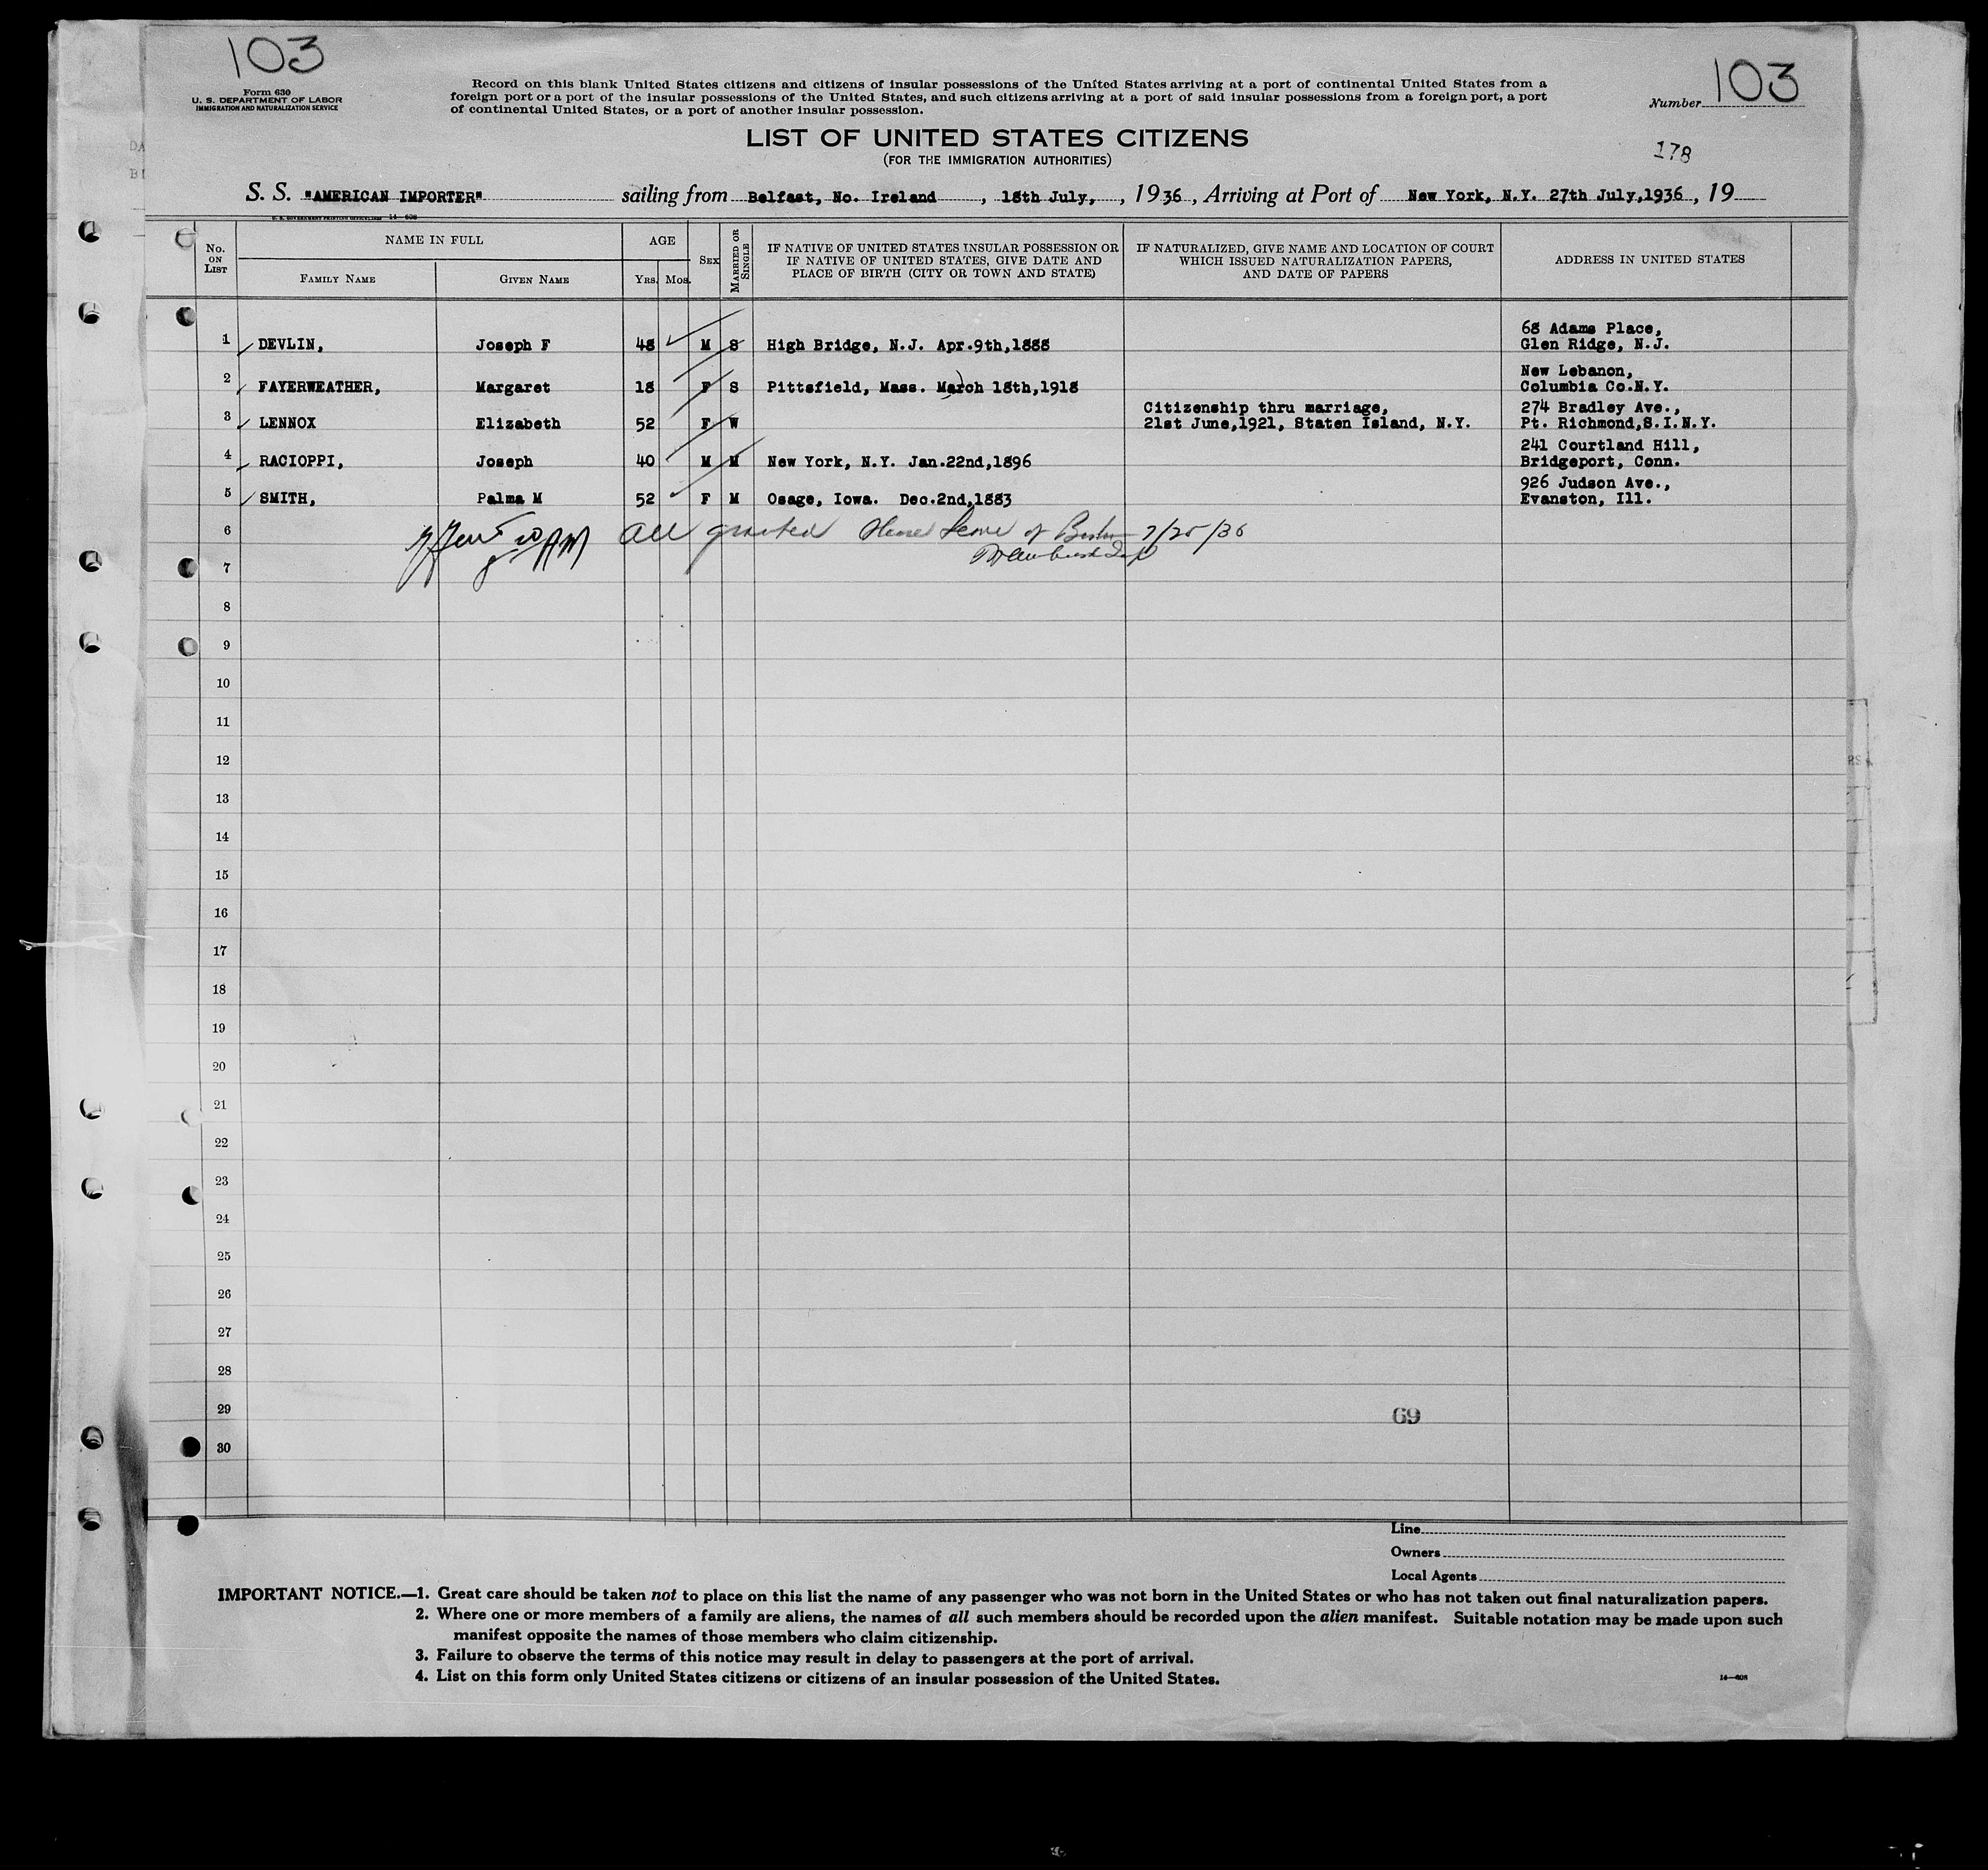 103
Form 630
U. S. DEPARTMENT OF LABOR
IMMIGRATION AND NATURALIZATION SERVICE
Record on this blank United States citizens and citizens of insular possessions of the United States arriving at a port of continental United States from a
foreign port or a port of the insular possessions of the United States, and such citizens arriving at a port of said insular possessions from a foreign port, a port
of continental United States, or a port of another insular possession.
Number 103
LIST OF UNITED STATES CITIZENS
(FOR THE IMMIGRATION AUTHORITIES)
178
S. S. "AMERICAN IMPORTER" sailing from Belfast, No. Ireland, 18th July, , 1936, Arriving at Port of New York, N.Y. 27th July,1936, 19
U. S. GOVERNMENT PRINTING OFFICE 14—608
No. ON LIST NAME IN FULL AGE SEX MARRIED OR SINGLE IF NATIVE OF UNITED STATES INSULAR POSSESSION OR IF NATIVE OF UNITED STATES, GIVE DATE AND PLACE OF BIRTH (CITY OR TOWN AND STATE) IF NATURALIZED, GIVE NAME AND LOCATION OF COURT WHICH ISSUED NATURALIZATION PAPERS, AND DATE OF PAPERS ADDRESS IN UNITED STATES
FAMILY NAME GIVEN NAME YRS. MOS.
68 Adams Place,
1 DEVLIN, Joseph F 48 M S High Bridge, N.J. Apr.9th,1888 Glen Ridge, N.J.
New Lebanon,
2 FAYERWEATHER, Margaret 18 F S Pittsfield, Mass. March 18th,1918 Columbia Co.N.Y.
Citizenship thru marriage, 274 Bradley Ave.,
3 LENNOX Elizabeth 52 F W 21st June,1921, Staten Island, N.Y. Pt. Richmond,S.I.N.Y.
241 Courtland Hill,
4 RACIOPPI, Joseph 40 M M New York, N.Y. Jan.22nd,1896 Bridgeport, Conn.
926 Judson Ave.,
5 SMITH, Palma M 52 F M Osage, Iowa. Dec.2nd,1883 Evanston, Ill.
6 All granted of 7/25/36
7
8
9
10
11
12
13
14
15
16
17
18
19
20
21
22
23
24
25
26
27
28
29
69
30
Line
Owners
Local Agents
IMPORTANT NOTICE.—1. Great care should be taken not to place on this list the name of any passenger who was not born in the United States or who has not taken out final naturalization papers.
2. Where one or more members of a family are aliens, the names of all such members should be recorded upon the alien manifest. Suitable notation may be made upon such
manifest opposite the names of those members who claim citizenship.
3. Failure to observe the terms of this notice may result in delay to passengers at the port of arrival.
4. List on this form only United States citizens or citizens of an insular possession of the United States.
14—608